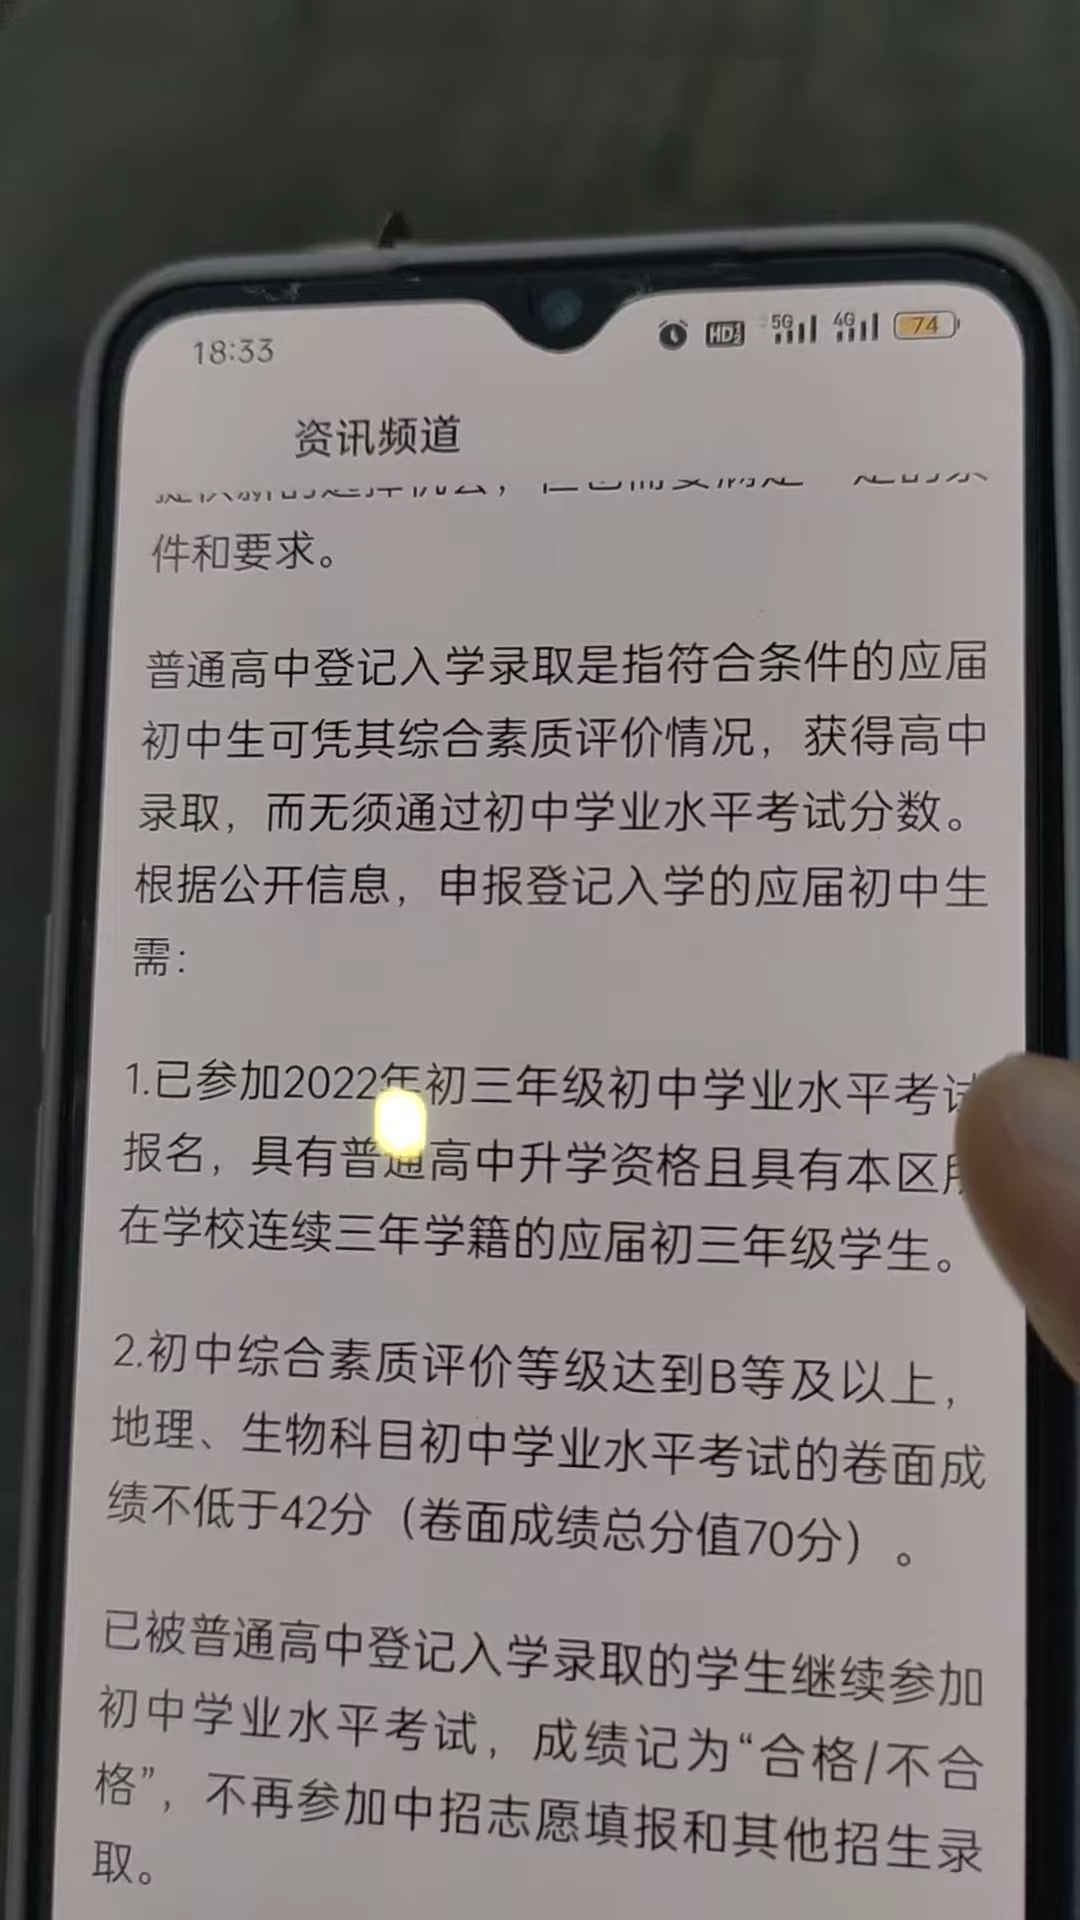 18:33
HD 5G 4G 74
资讯频道
件和要求。
普通高中登记入学录取是指符合条件的应届
初中生可凭其综合素质评价情况，获得高中
录取，而无须通过初中学业水平考试分数。
根据公开信息，申报登记入学的应届初中生
需：
1.已参加2022年初三年级初中学业水平考试
报名，具有普通高中升学资格且具有本区所
在学校连续三年学籍的应届初三年级学生。
2.初中综合素质评价等级达到B等及以上，
地理、生物科目初中学业水平考试的卷面成
绩不低于42分（卷面成绩总分值70分）。
已被普通高中登记入学录取的学生继续参加
初中学业水平考试，成绩记为“合格/不合
格”，不再参加中招志愿填报和其他招生录
取。